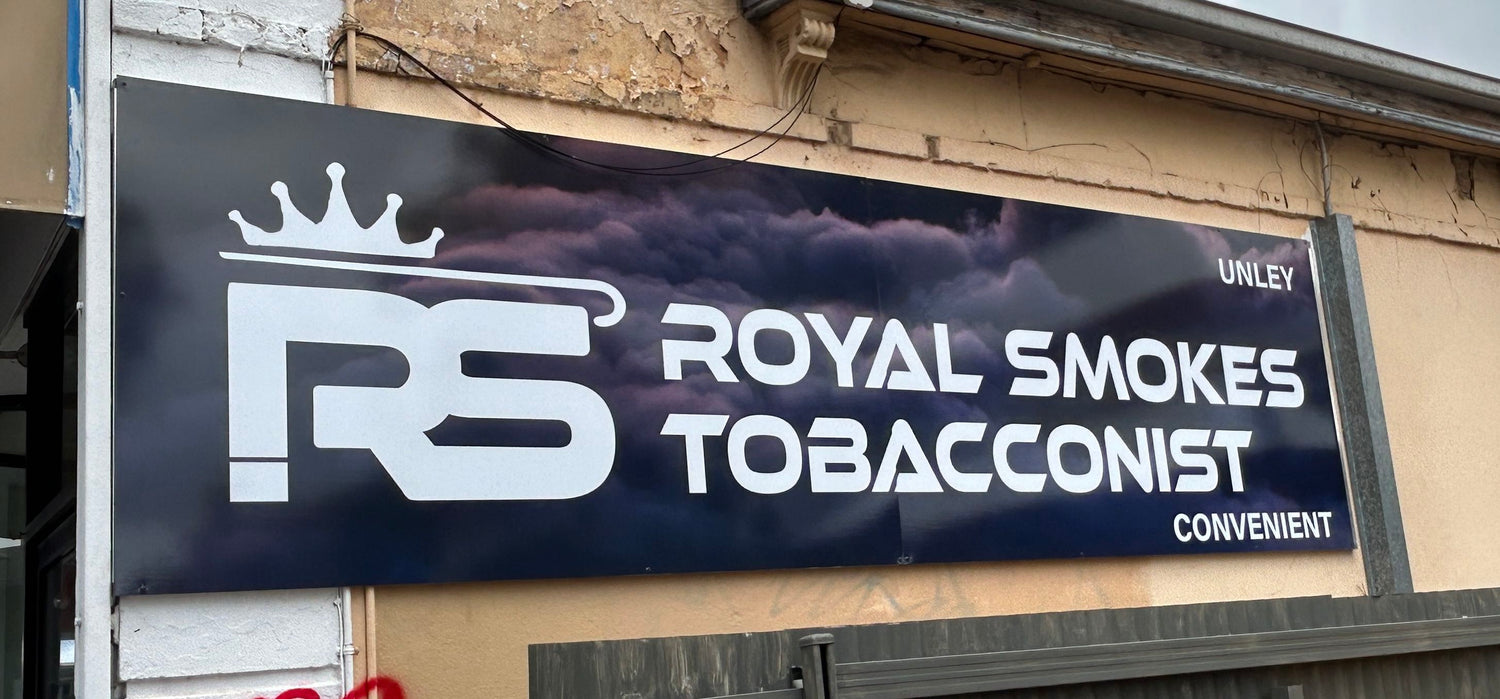 UNLEY
RS
ROYAL SMOKES
TOBACCONIST
CONVENIENT